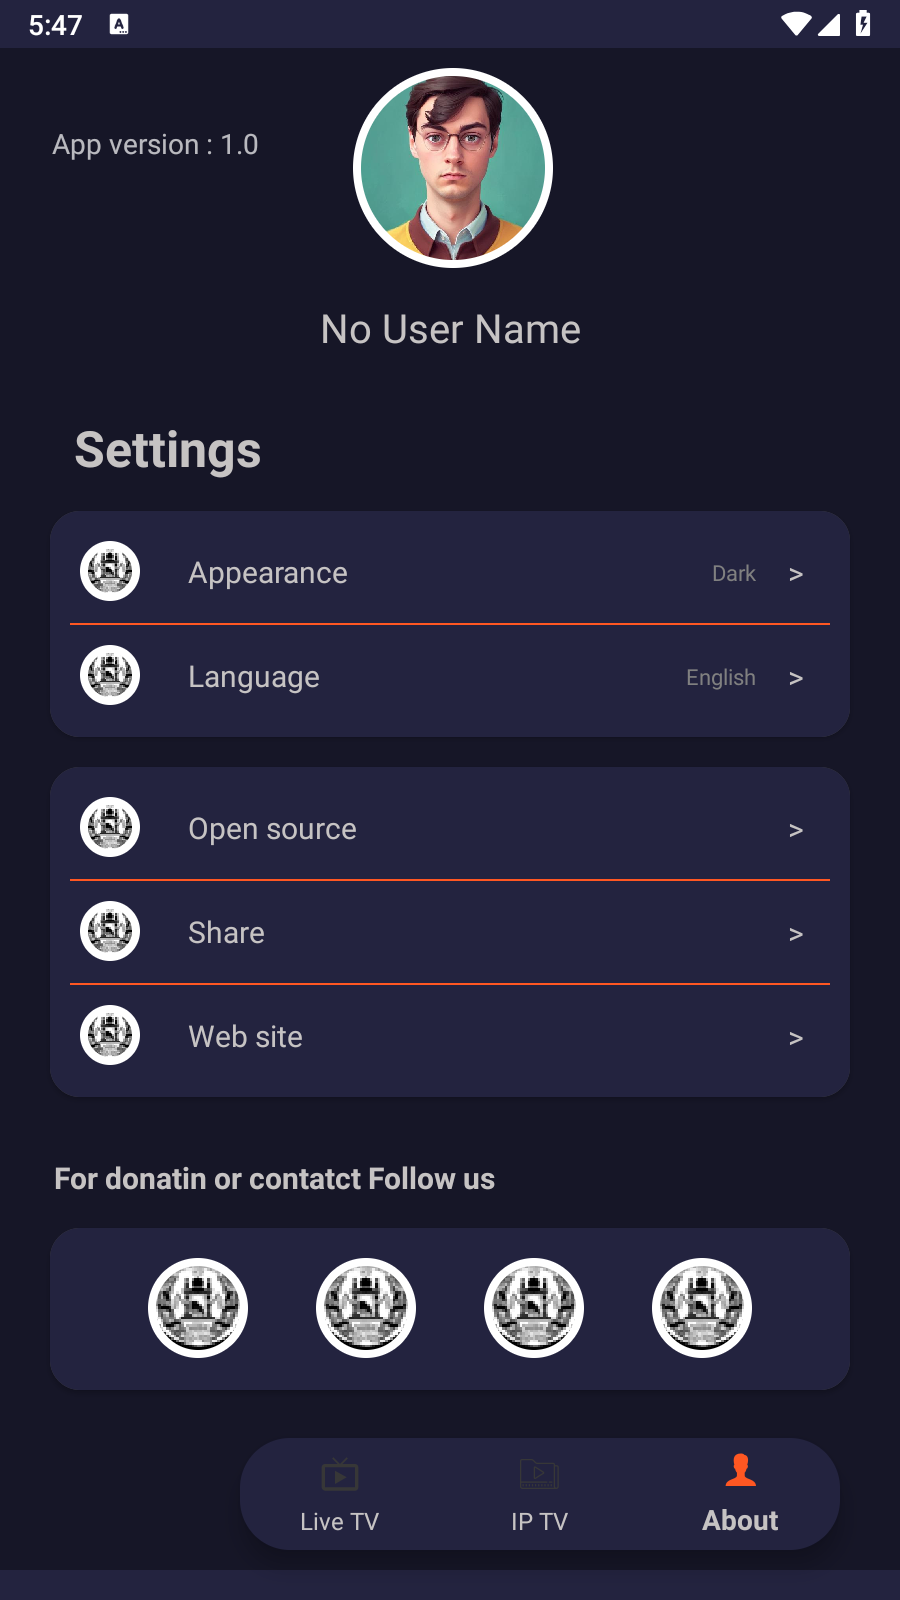 5:47
App version : 1.0
No User Name
Settings
Appearance Dark >
Language English >
Open source >
Share >
Web site >
For donatin or contatct Follow us
Live TV IP TV About